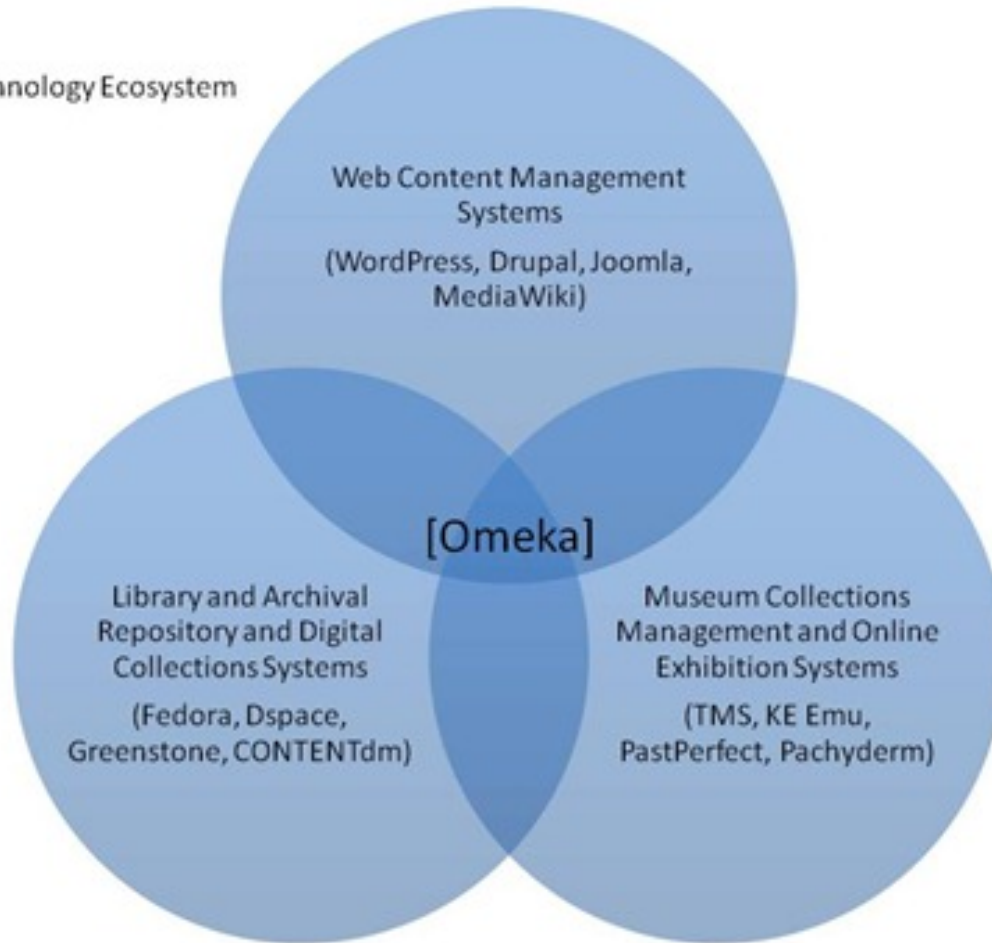 Ecosystem
Web Content Management
Systems
(WordPress, Drupal, Joomla,
MediaWiki)
[Omeka]
Library and Archival
Repository and Digital
Collections Systems
(Fedora, Dspace,
Greenstone, CONTENTdm)
Museum Collections
Management and Online
Exhibition Systems
(TMS, KE Emu,
PastPerfect, Pachyderm)